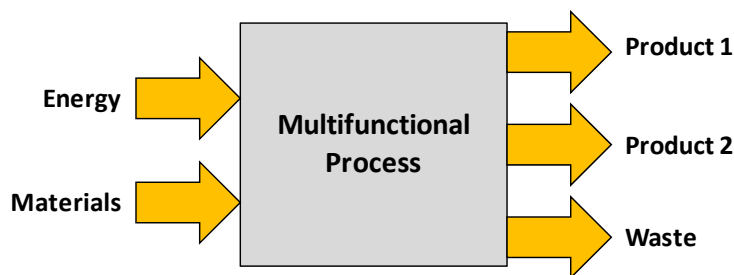 Energy
Materials
Multifunctional
Process
Product 1
Product 2
Waste